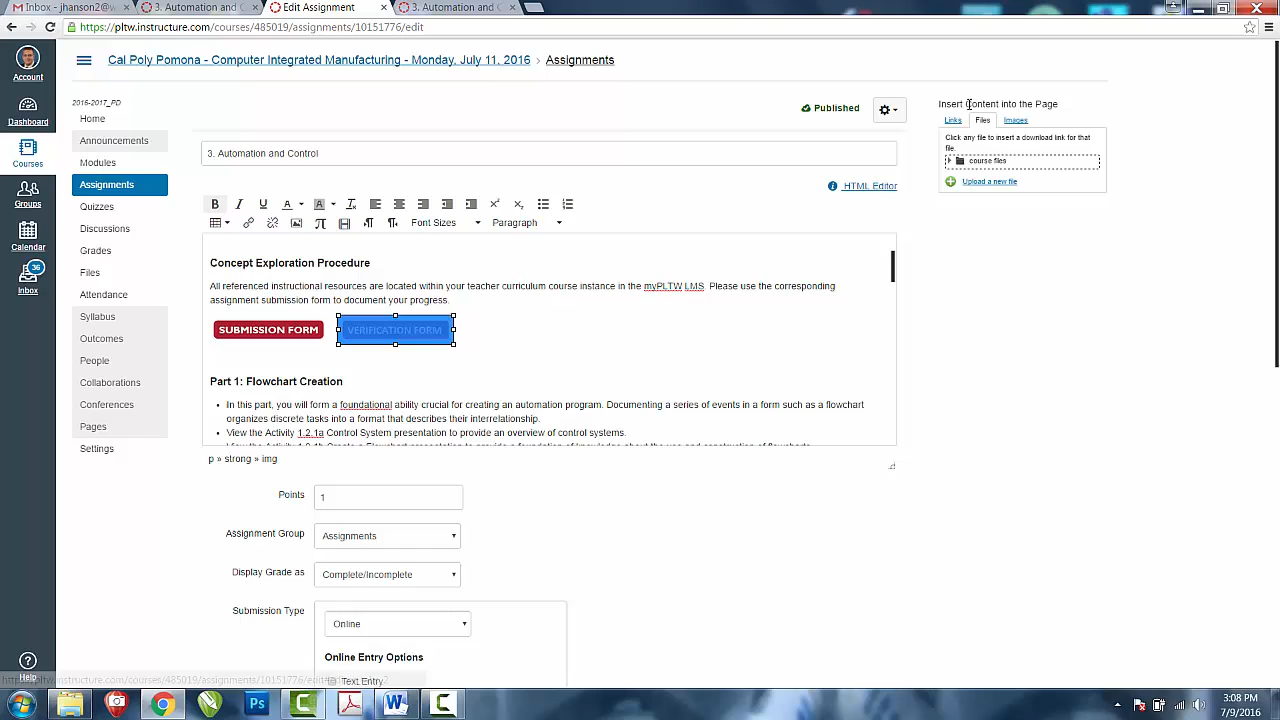 Inbox - jhanson2@w
3. Automation and C
Edit Assignment
3. Automation and C
https://pltw.instructure.com/courses/485019/assignments/10151776/edit
Account
Dashboard
Courses
Groups
Calendar
36
Inbox
Help
Cal Poly Pomona - Computer Integrated Manufacturing - Monday, July 11, 2016 › Assignments
2016-2017_PD
Home
Announcements
Modules
Assignments
Quizzes
Discussions
Grades
Files
Attendance
Syllabus
Outcomes
People
Collaborations
Conferences
Pages
Settings
Published
3. Automation and Control
HTML Editor
Font Sizes
Paragraph
Concept Exploration Procedure
All referenced instructional resources are located within your teacher curriculum course instance in the myPLTW LMS. Please use the corresponding
assignment submission form to document your progress.
SUBMISSION FORM
VERIFICATION FORM
Part 1: Flowchart Creation
• In this part, you will form a foundational ability crucial for creating an automation program. Documenting a series of events in a form such as a flowchart
organizes discrete tasks into a format that describes their interrelationship.
• View the Activity 1.2.1a Control System presentation to provide an overview of control systems.
p » strong » img
Points
1
Assignment Group
Assignments
Display Grade as
Complete/Incomplete
Submission Type
Online
Online Entry Options
Text Entry
Insert Content into the Page
Links
Files
Images
Click any file to insert a download link for that
file.
course files
Upload a new file
3:08 PM
7/9/2016